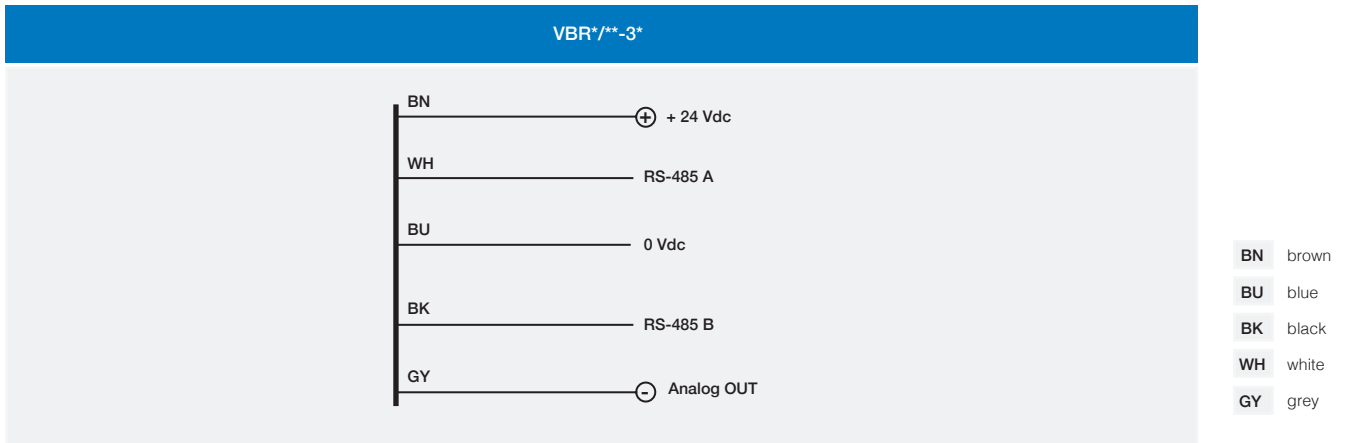 VBR*/**-3*
BN
+ + 24 Vdc
WH
RS-485 A
BU
0 Vdc
BK
RS-485 B
GY
- Analog OUT
BN brown
BU blue
BK black
WH white
GY grey